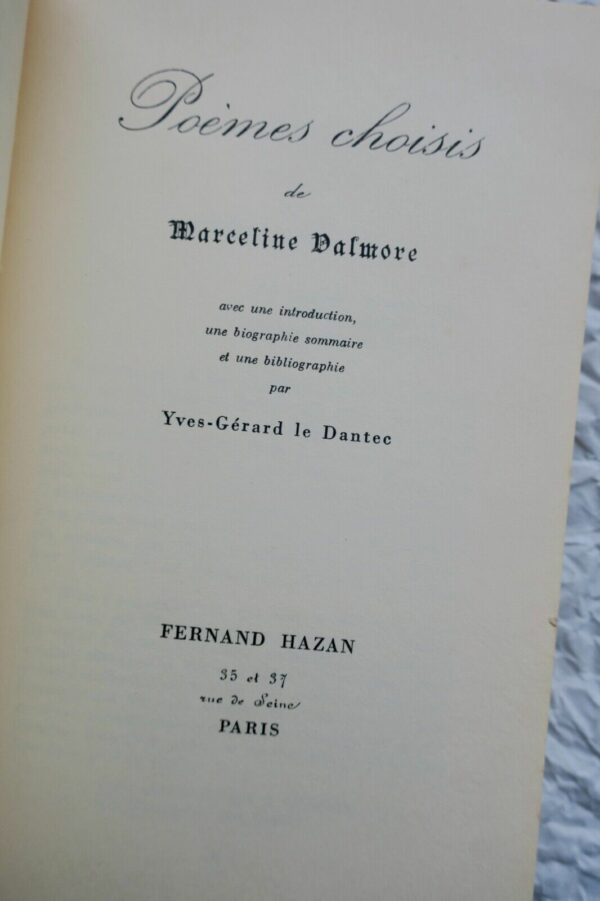 Poèmes choisis
de
Marceline Valmore
avec une introduction,
une biographie sommaire
et une bibliographie
par
Yves-Gérard le Dantec
FERNAND HAZAN
35 et 37
rue de Seine
PARIS